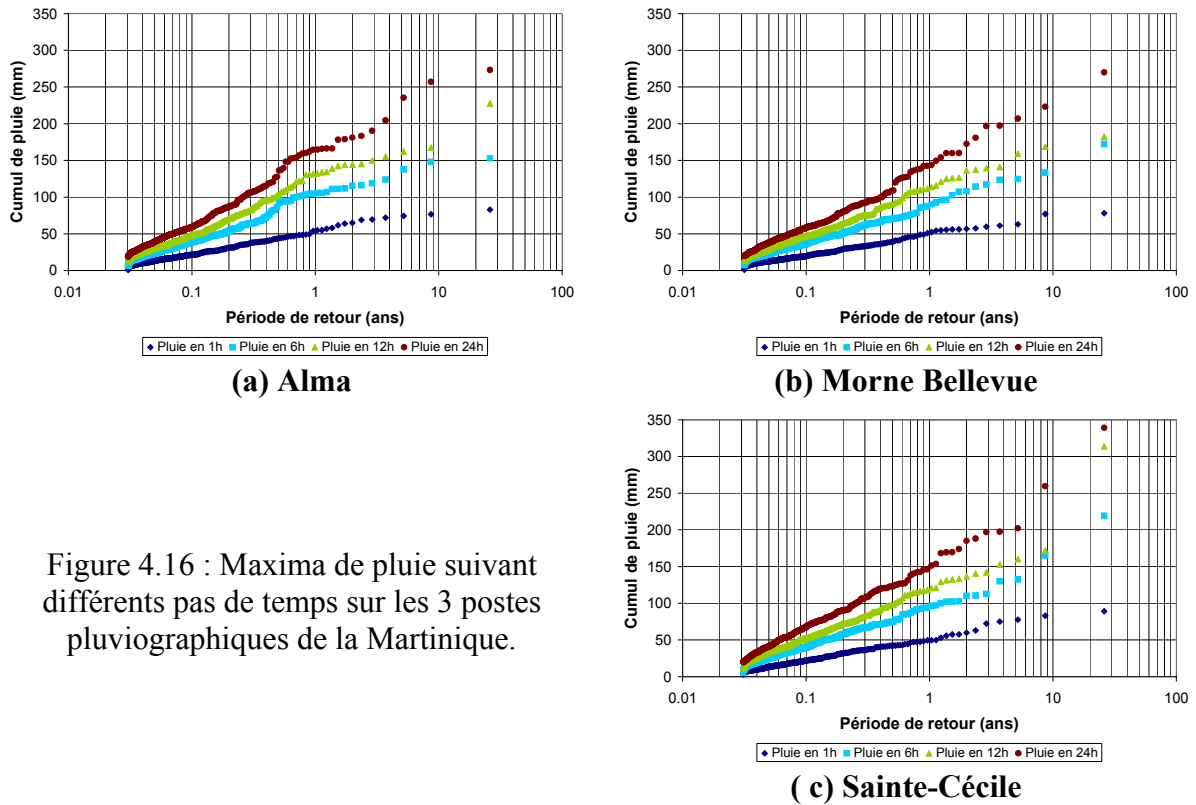 350
300
250
200
150
100
50
0
Cumul de pluie (mm)
0.01 0.1 1 10 100
Période de retour (ans)
Pluie en 1h Pluie en 6h Pluie en 12h Pluie en 24h
(a) Alma
350
300
250
200
150
100
50
0
Cumul de pluie (mm)
0.01 0.1 1 10 100
Période de retour (ans)
Pluie en 1h Pluie en 6h Pluie en 12h Pluie en 24h
(b) Morne Bellevue
Figure 4.16 : Maxima de pluie suivant
différents pas de temps sur les 3 postes
pluviographiques de la Martinique.
350
300
250
200
150
100
50
0
Cumul de pluie (mm)
0.01 0.1 1 10 100
Période de retour (ans)
Pluie en 1h Pluie en 6h Pluie en 12h Pluie en 24h
( c) Sainte-Cécile